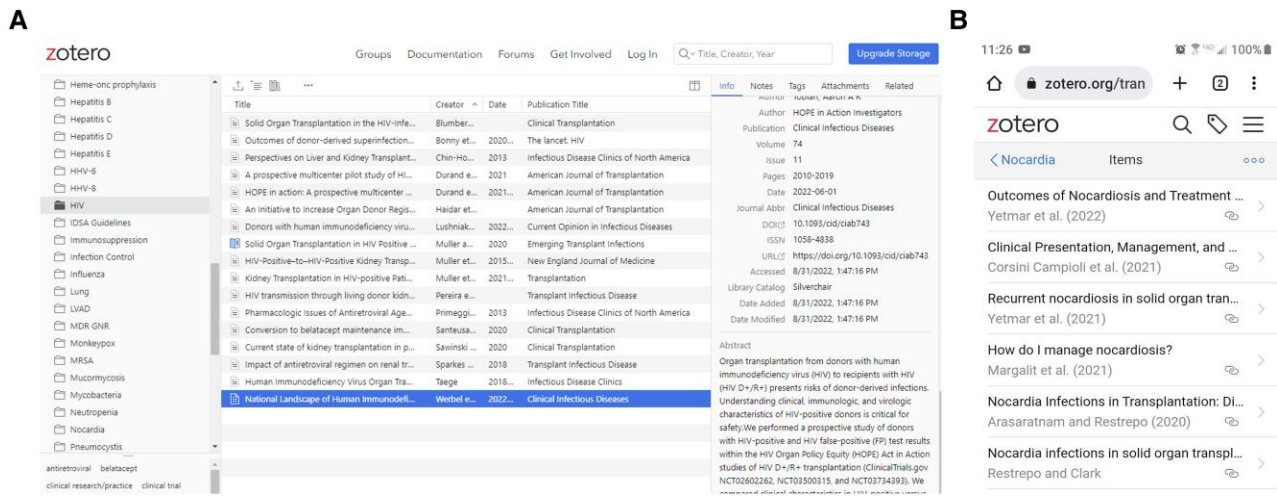 A
zotero
Groups Documentation Forums Get Involved Log In Title, Creator, Year Upgrade Storage
Heme-onc prophylaxis
Hepatitis B
Hepatitis C
Hepatitis D
Hepatitis E
HHV-6
HHV-8
HIV
IDSA Guidelines
Immunosuppression
Infection Control
Influenza
Lung
LVAD
MDR GNR
Monkeypox
MRSA
Mucormycosis
Mycobacteria
Neutropenia
Nocardia
Pneumocystis
antiretroviral belatacept
clinical research/practice clinical trial
Title Creator Date Publication Title
Solid Organ Transplantation in the HIV-Infe... Blumber... Clinical Transplantation
Outcomes of donor-derived superinfection... Bonny et... 2020... The lancet. HIV
Perspectives on Liver and Kidney Transplant... Chin-Ho... 2013 Infectious Disease Clinics of North America
A prospective multicenter pilot study of HI... Durand e... 2021 American Journal of Transplantation
HOPE in action: A prospective multicenter ... Durand e... 2021... American Journal of Transplantation
An Initiative to Increase Organ Donor Regis... Haidar et... American Journal of Transplantation
Donors with human immunodeficiency viru... Lushniak... 2022... Current Opinion in Infectious Diseases
Solid Organ Transplantation in HIV Positive ... Muller a... 2020 Emerging Transplant Infections
HIV-Positive–to–HIV-Positive Kidney Transp... Muller et... 2015... New England Journal of Medicine
Kidney Transplantation in HIV-positive Pati... Muller et... 2021... Transplantation
HIV transmission through living donor kidn... Pereira e... Transplant Infectious Disease
Pharmacologic Issues of Antiretroviral Age... Primeggi... 2013 Infectious Disease Clinics of North America
Conversion to belatacept maintenance im... Santeusa... 2020 Clinical Transplantation
Current state of kidney transplantation in p... Sawinski ... 2020 Clinical Transplantation
Impact of antiretroviral regimen on renal tr... Sparkes ... 2018 Transplant Infectious Disease
Human Immunodeficiency Virus Organ Tra... Taege 2018... Infectious Disease Clinics
National Landscape of Human Immunodefi... Werbel e... 2022... Clinical Infectious Diseases
Info Notes Tags Attachments Related
Author Tobian, Aaron A R
Author HOPE in Action Investigators
Publication Clinical Infectious Diseases
Volume 74
Issue 11
Pages 2010-2019
Date 2022-06-01
Journal Abbr Clinical Infectious Diseases
DOI 10.1093/cid/ciab743
ISSN 1058-4838
URL https://doi.org/10.1093/cid/ciab743
Accessed 8/31/2022, 1:47:16 PM
Library Catalog Silverchair
Date Added 8/31/2022, 1:47:16 PM
Date Modified 8/31/2022, 1:47:16 PM
Abstract
Organ transplantation from donors with human
immunodeficiency virus (HIV) to recipients with HIV
(HIV D+/R+) presents risks of donor-derived infections.
Understanding clinical, immunologic, and virologic
characteristics of HIV-positive donors is critical for
safety.We performed a prospective study of donors
with HIV-positive and HIV false-positive (FP) test results
within the HIV Organ Policy Equity (HOPE) Act in Action
studies of HIV D+/R+ transplantation (ClinicalTrials.gov
NCT02602262, NCT03500315, and NCT03734393). We
compared clinical characteristics in HIV-positive versus
B
11:26 100%
zotero.org/tran 2
zotero
Nocardia Items
Outcomes of Nocardiosis and Treatment ...
Yetmar et al. (2022)
Clinical Presentation, Management, and ...
Corsini Campioli et al. (2021)
Recurrent nocardiosis in solid organ tran...
Yetmar et al. (2021)
How do I manage nocardiosis?
Margalit et al. (2021)
Nocardia Infections in Transplantation: Di...
Arasaratnam and Restrepo (2020)
Nocardia infections in solid organ transpl...
Restrepo and Clark